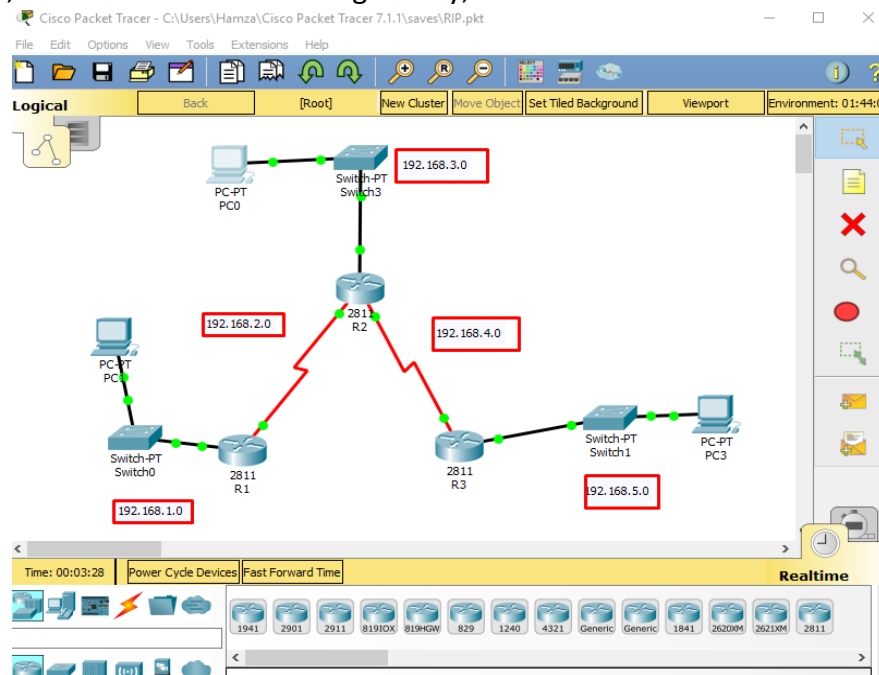 Cisco Packet Tracer - C:\Users\Hamza\Cisco Packet Tracer 7.1.1\saves\RIP.pkt
File Edit Options View Tools Extensions Help
Logical Back [Root] New Cluster Move Object Set Tiled Background Viewport Environment: 01:44:
192.168.3.0
PC-PT
PC0
Switch-PT
Switch3
2811
R2
192.168.2.0
192.168.4.0
PC-PT
Switch-PT
Switch0
2811
R1
192.168.1.0
2811
R3
Switch-PT
Switch1
PC-PT
PC3
192.168.5.0
Time: 00:03:28 Power Cycle Devices Fast Forward Time
Realtime
1941 2901 2911 819IOX 819HGW 829 1240 4321 Generic Generic 1841 2620XM 2621XM 2811